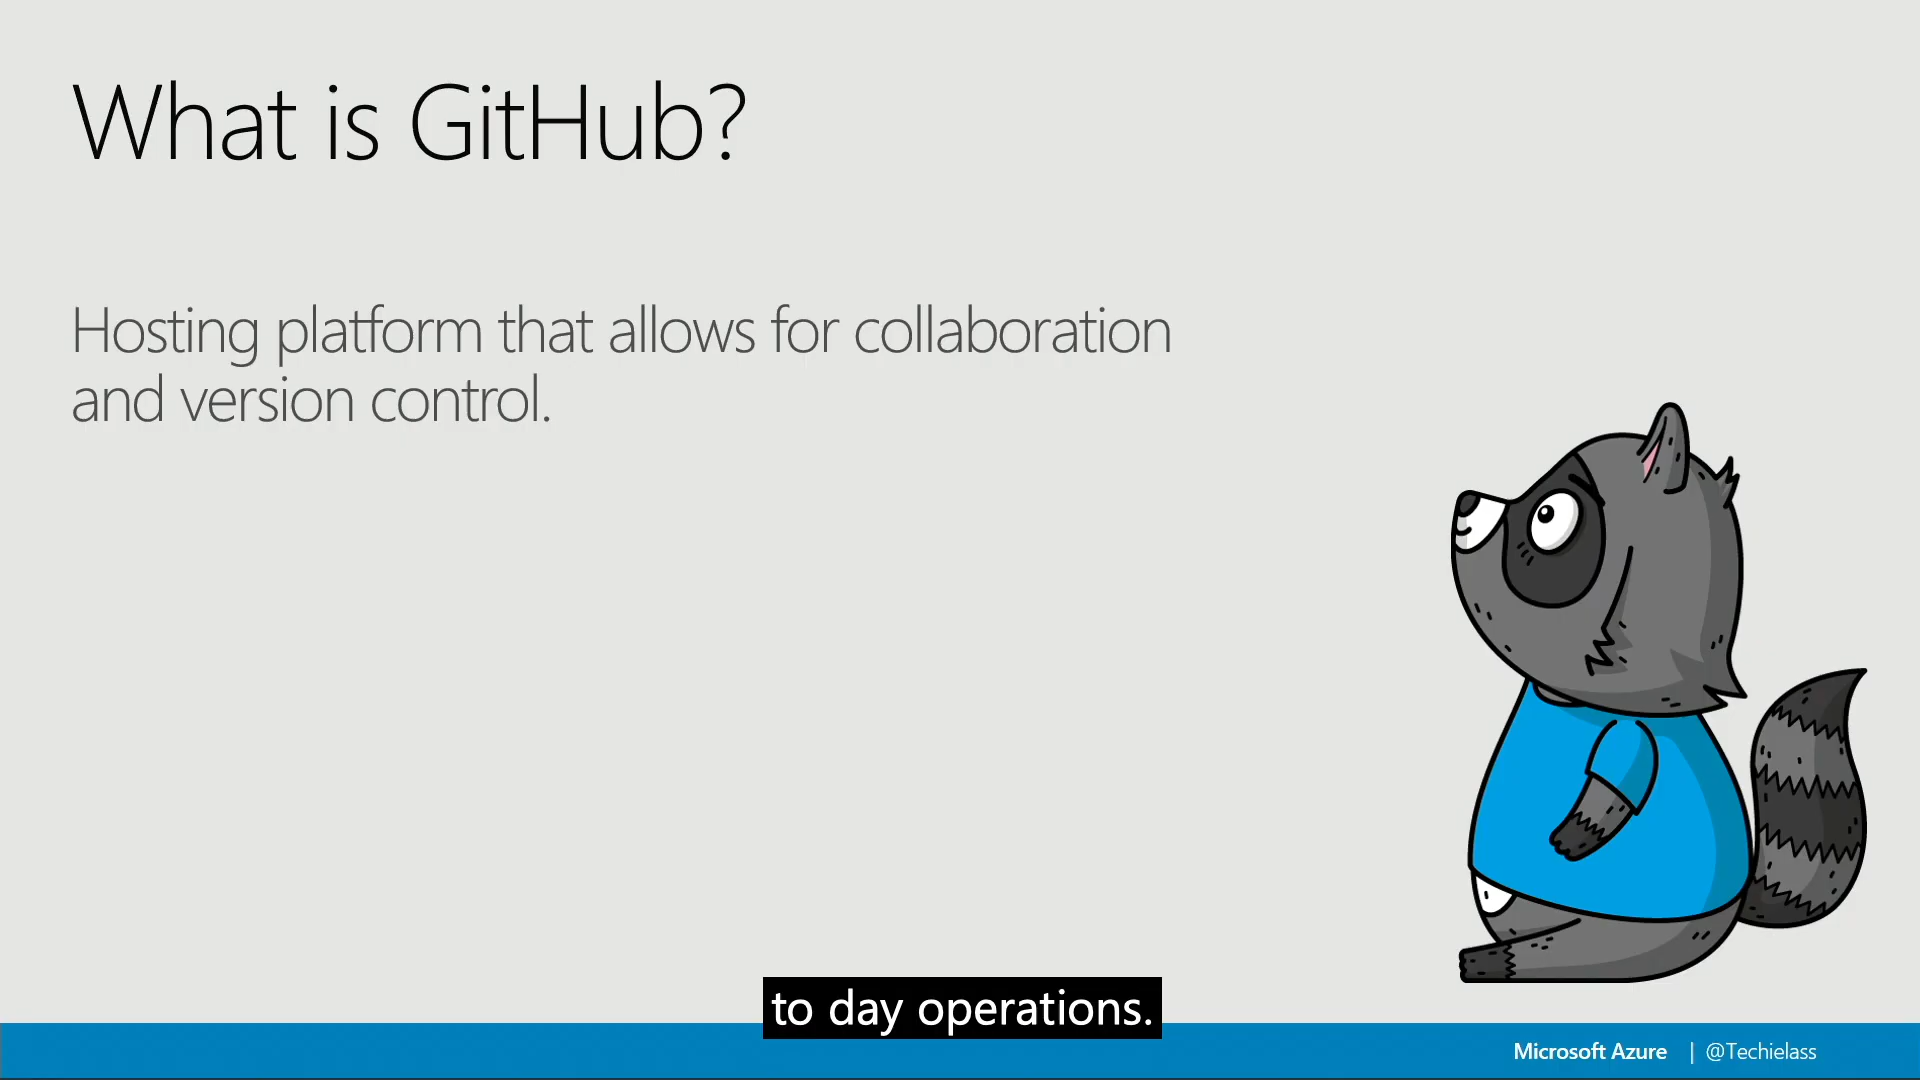 What is GitHub?
Hosting platform that allows for collaboration
and version control.
to day operations.
Microsoft Azure | @Techielass